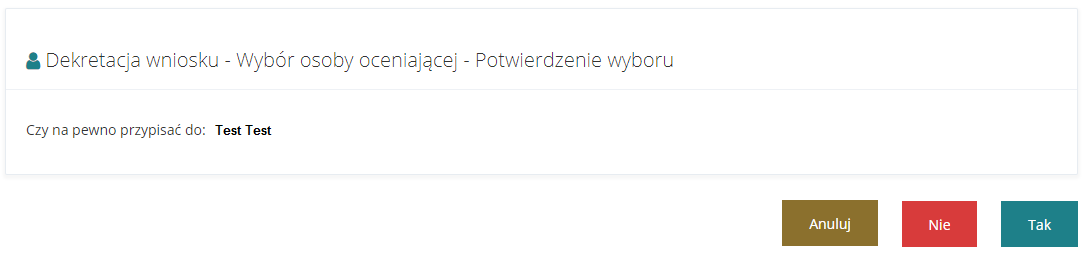 Dekretacja wniosku - Wybór osoby oceniającej - Potwierdzenie wyboru
Czy na pewno przypisać do: Test Test
Anuluj Nie Tak